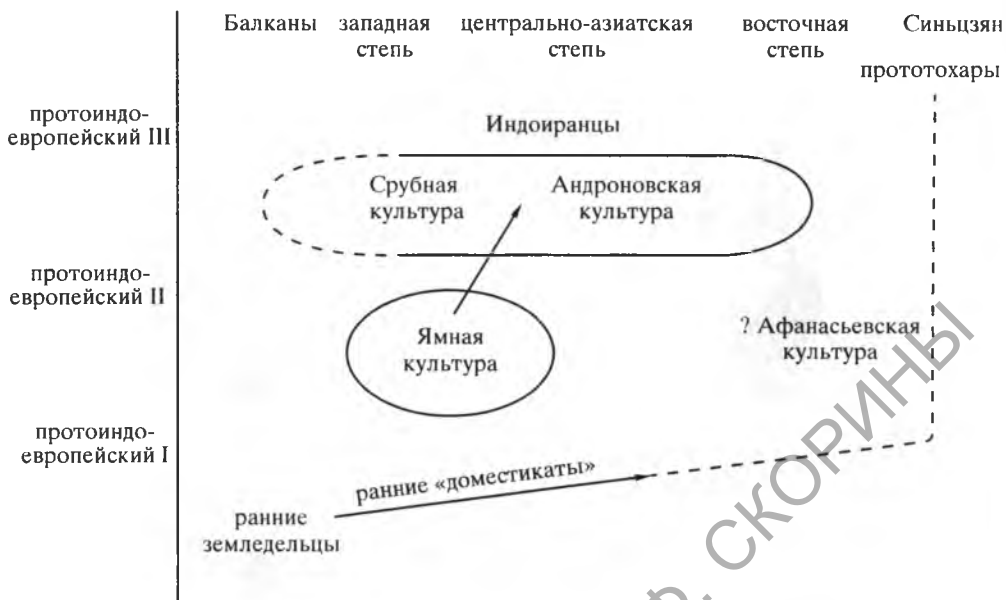 Балканы западная центрально-азиатская восточная Синьцзян
степь степь степь
прототохары
протоиндо-
европейский III
Индоиранцы
Срубная Андроновская
культура культура
протоиндо-
европейский II
Ямная
культура
? Афанасьевская
культура
протоиндо-
европейский I
ранние «доместикаты»
ранние
земледельцы
СКОРИНЫ